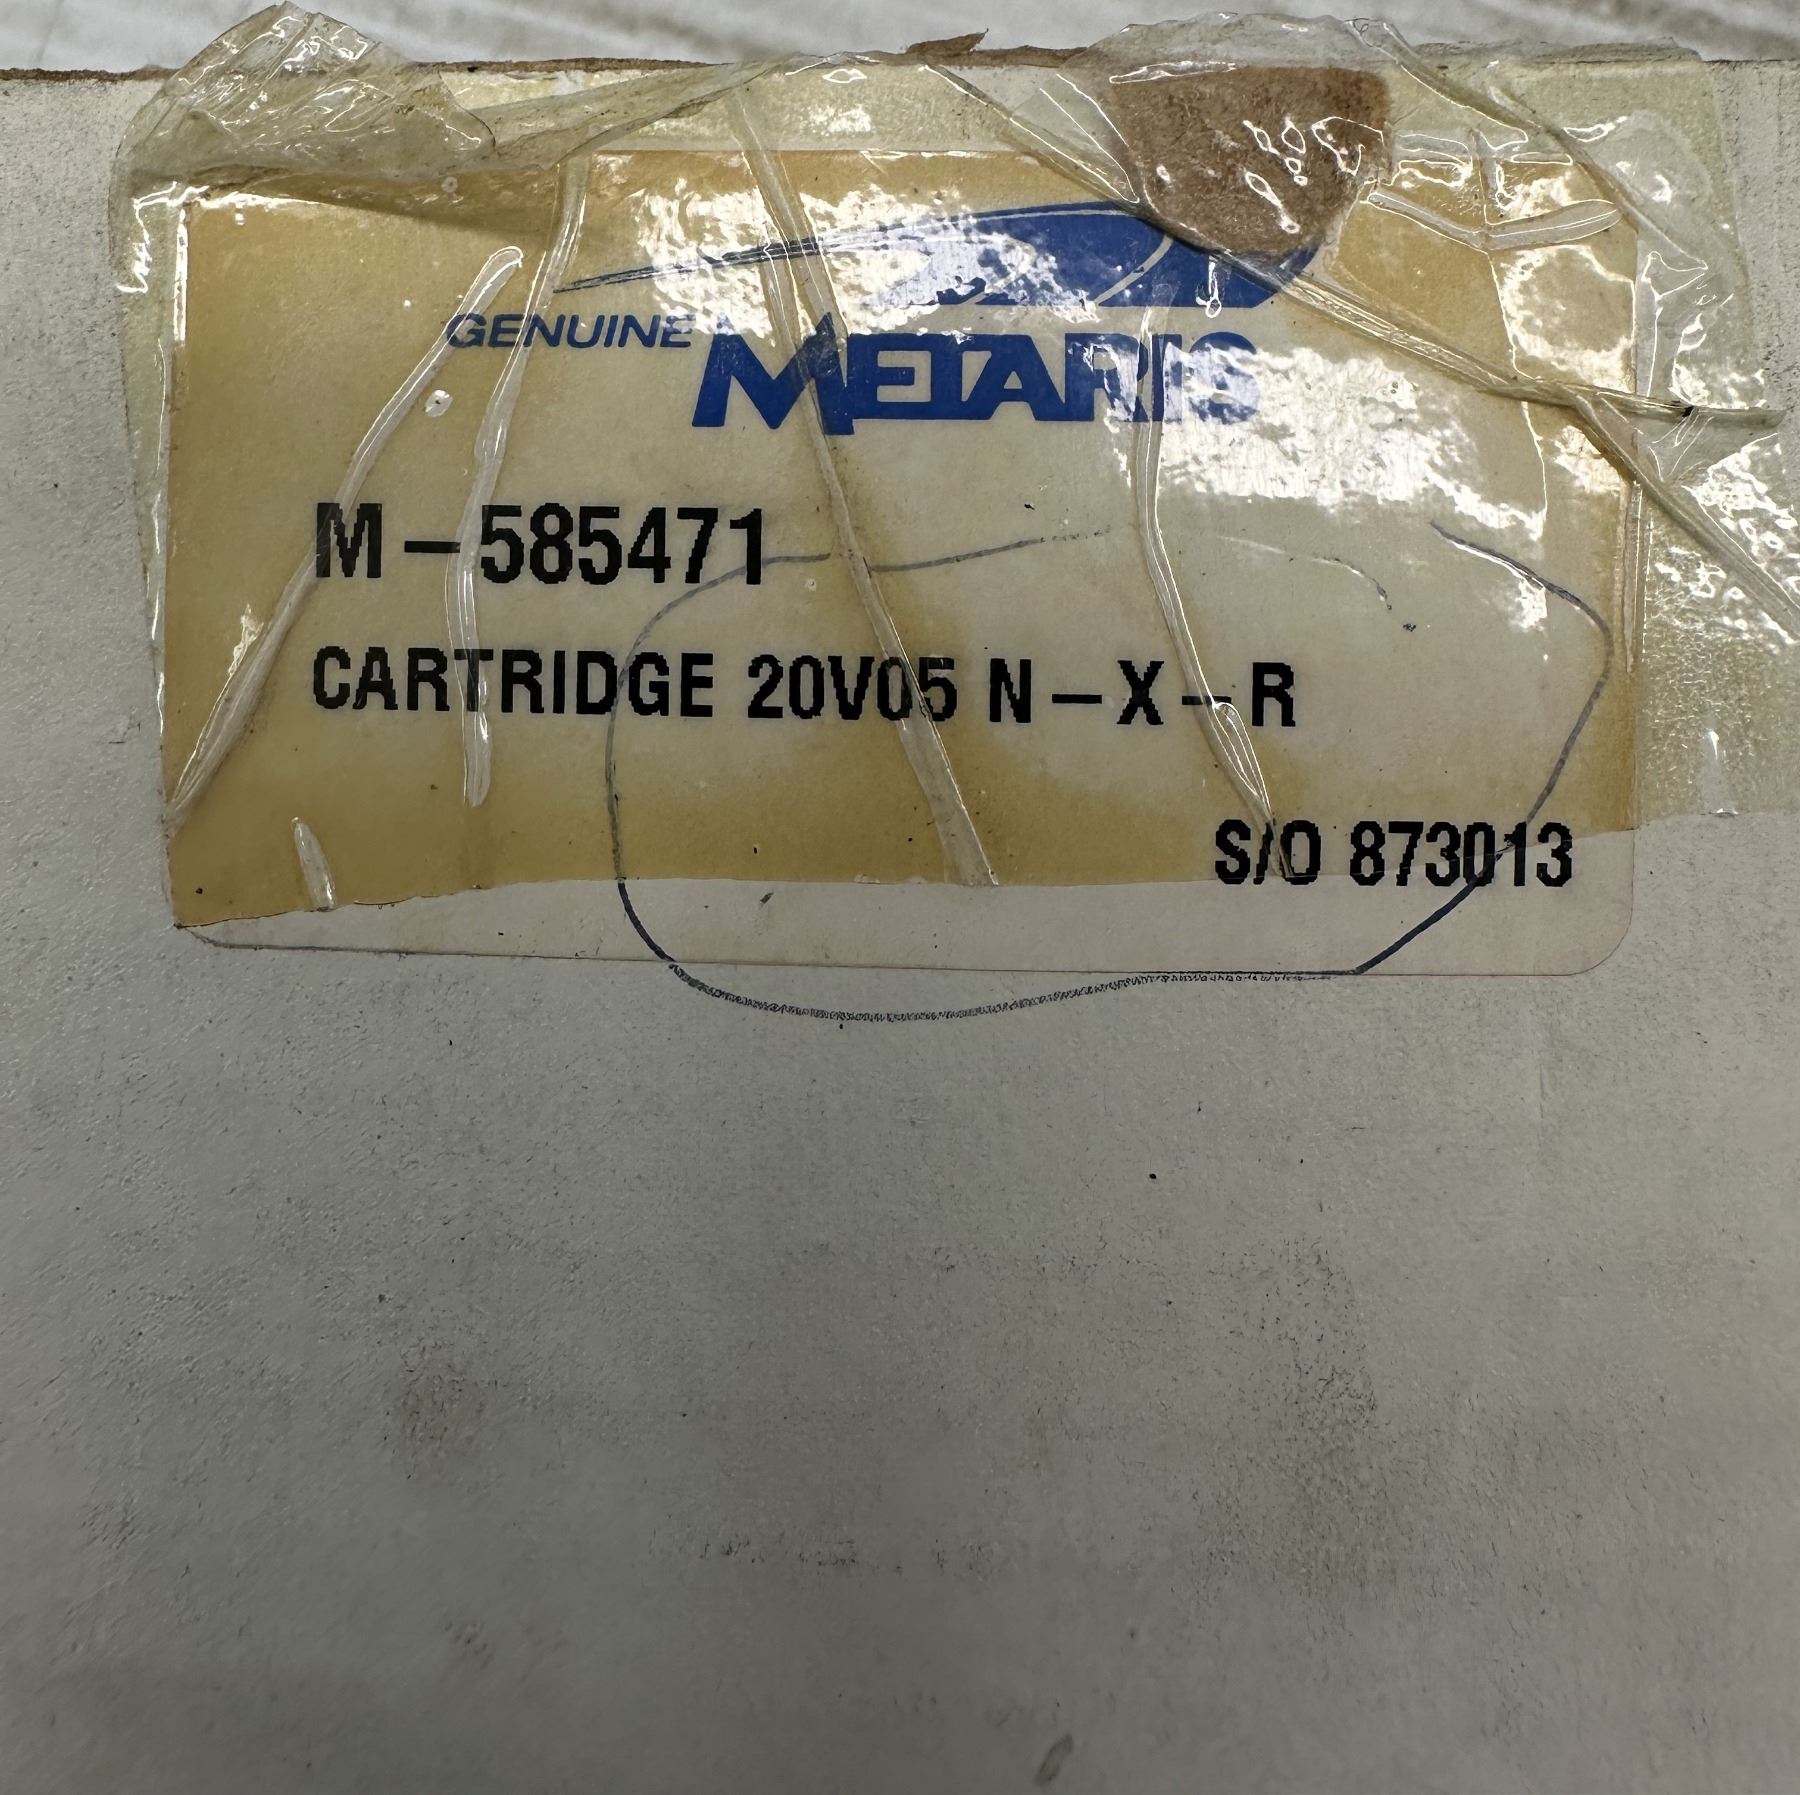 GENUINE METARIS
M-585471
CARTRIDGE 20V05 N-X-R
S/O 873013